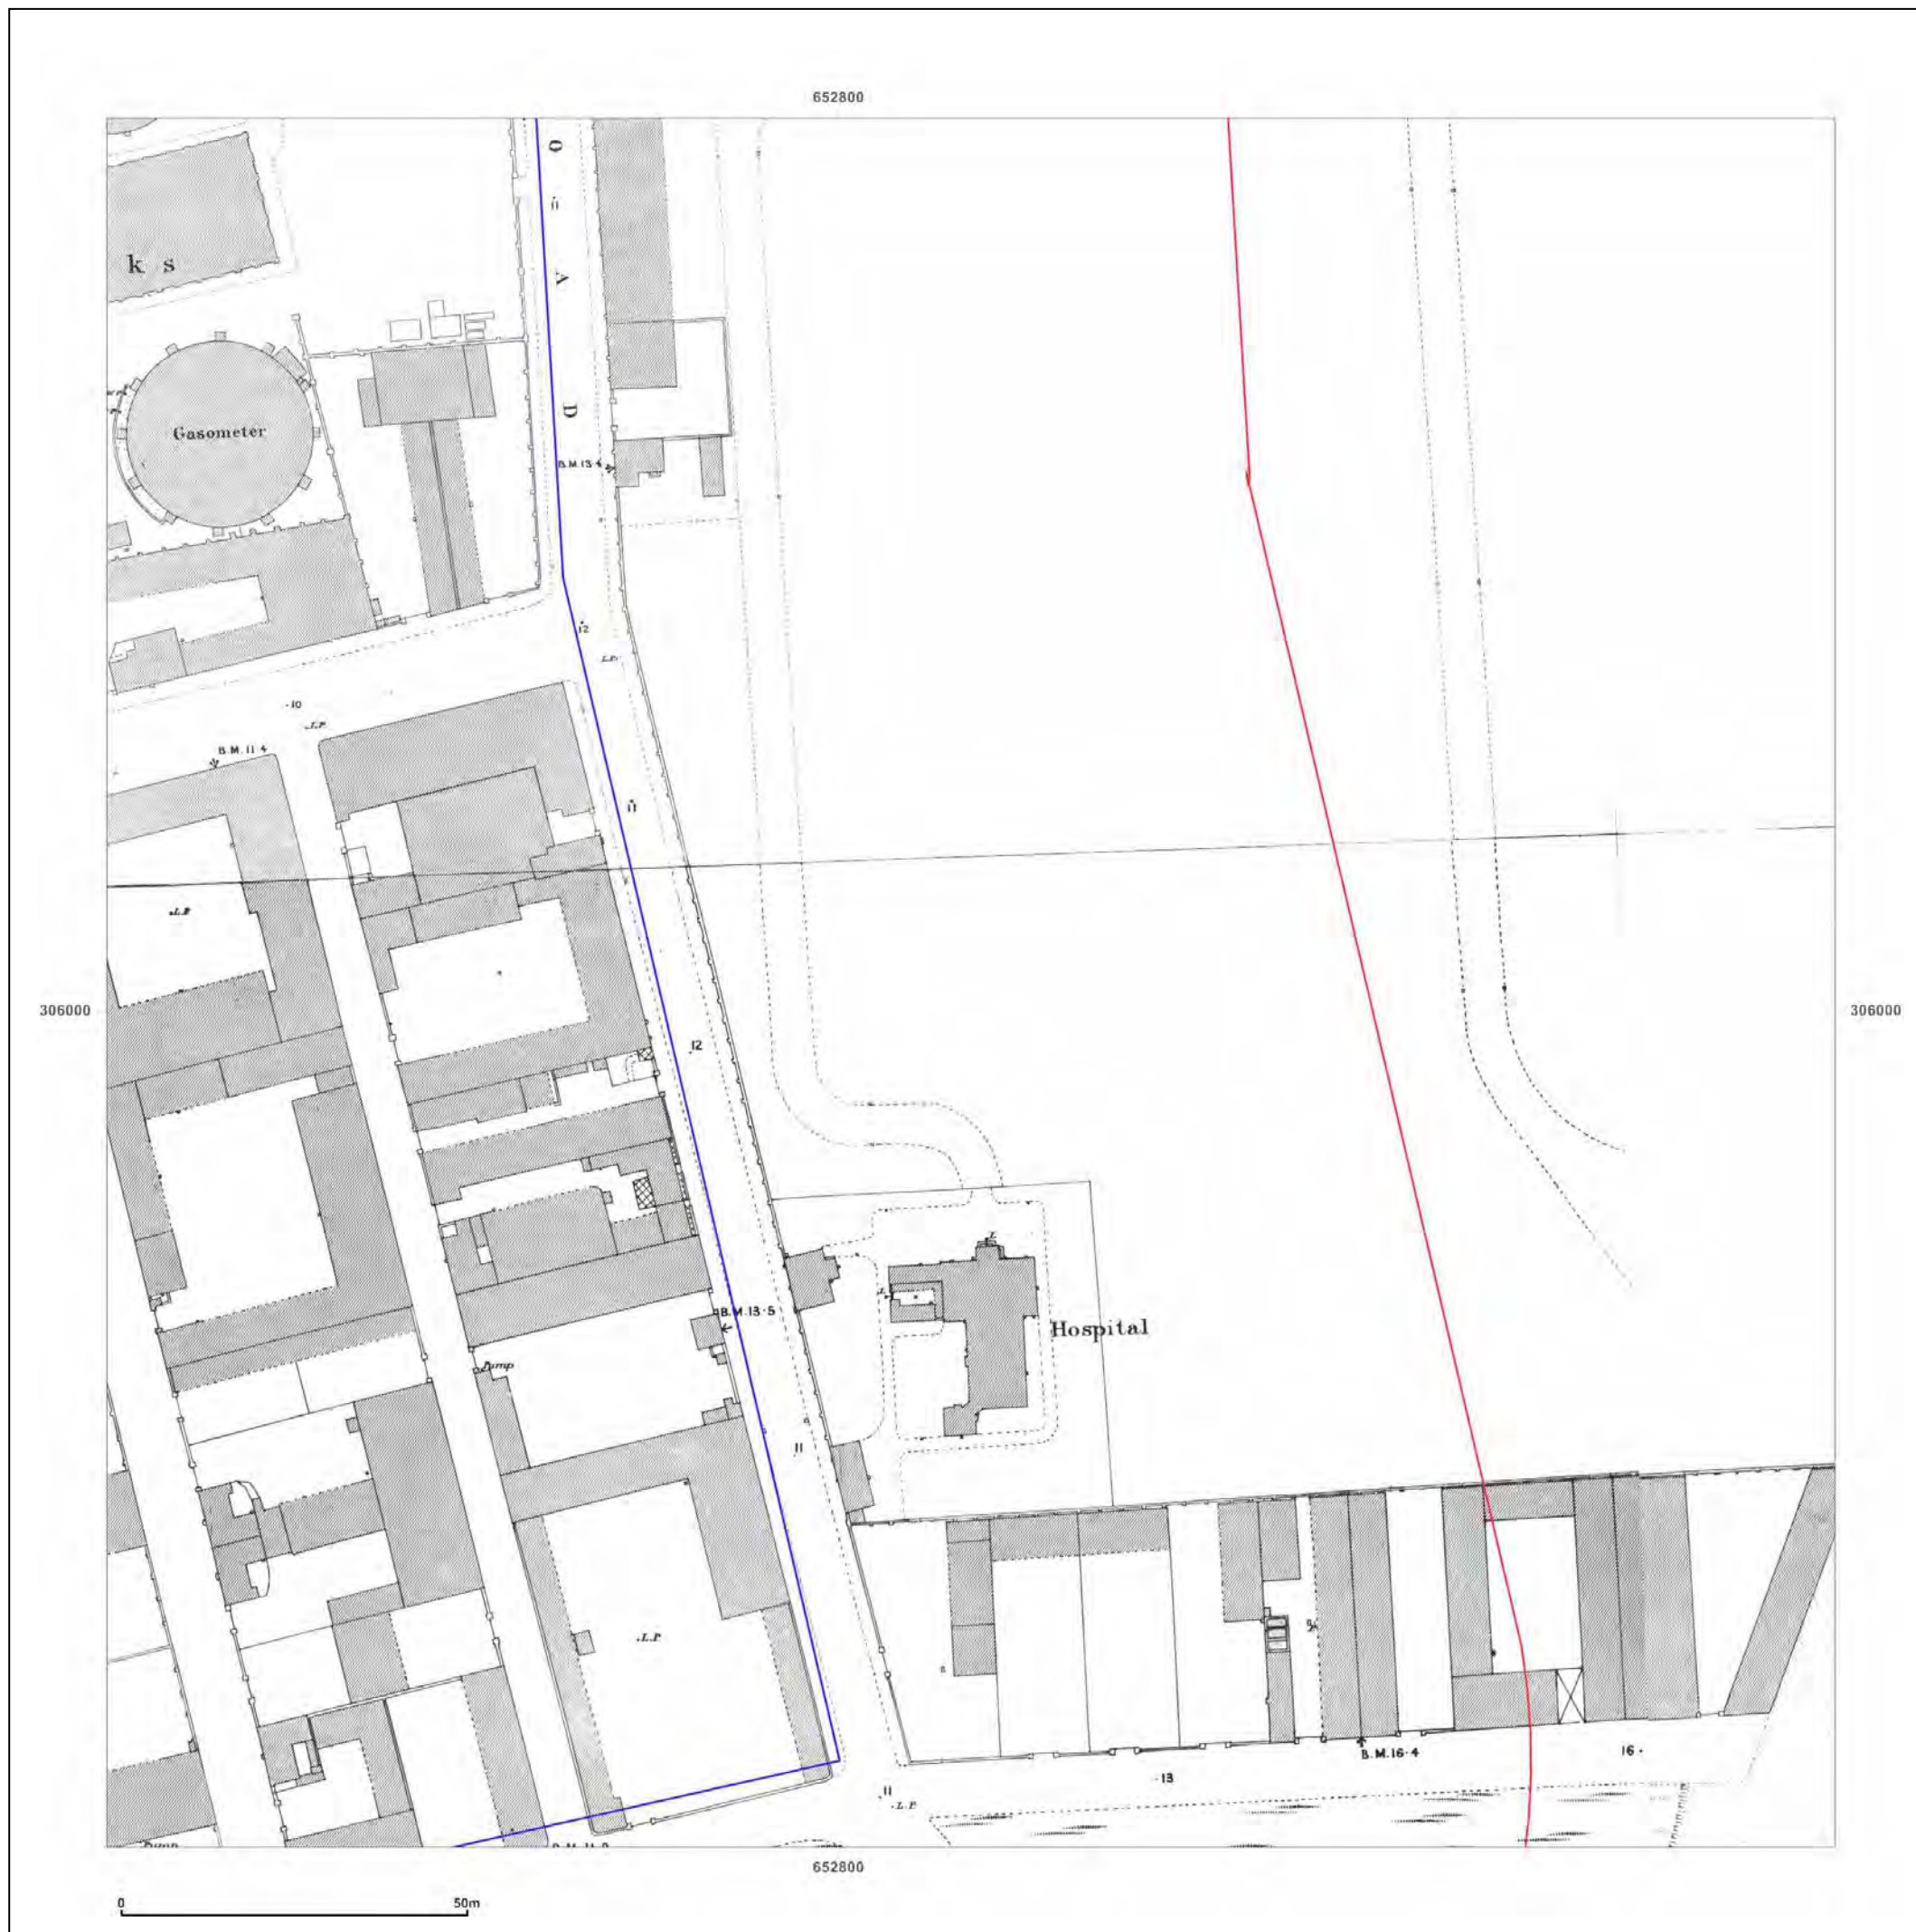 652800
O
11
A
k s
D
Gasometer
B.M.13·4
12
L.P.
·10
L.P.
B.M.11·4
11
L.P.
306000
306000
12
L
L
B.M.13·5
Hospital
Pump
11
L.P.
B.M.16·4
16·
·13
11
L.P.
652800
0
50m